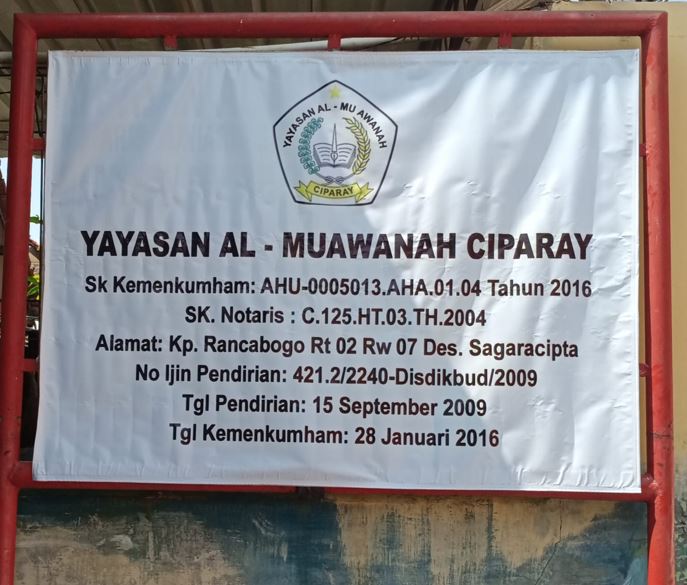 YAYASAN AL - MU AWANAH
CIPARAY
YAYASAN AL - MUAWANAH CIPARAY
Sk Kemenkumham: AHU-0005013.AHA.01.04 Tahun 2016
SK. Notaris : C.125.HT.03.TH.2004
Alamat: Kp. Rancabogo Rt 02 Rw 07 Des. Sagaracipta
No Ijin Pendirian: 421.2/2240-Disdikbud/2009
Tgl Pendirian: 15 September 2009
Tgl Kemenkumham: 28 Januari 2016